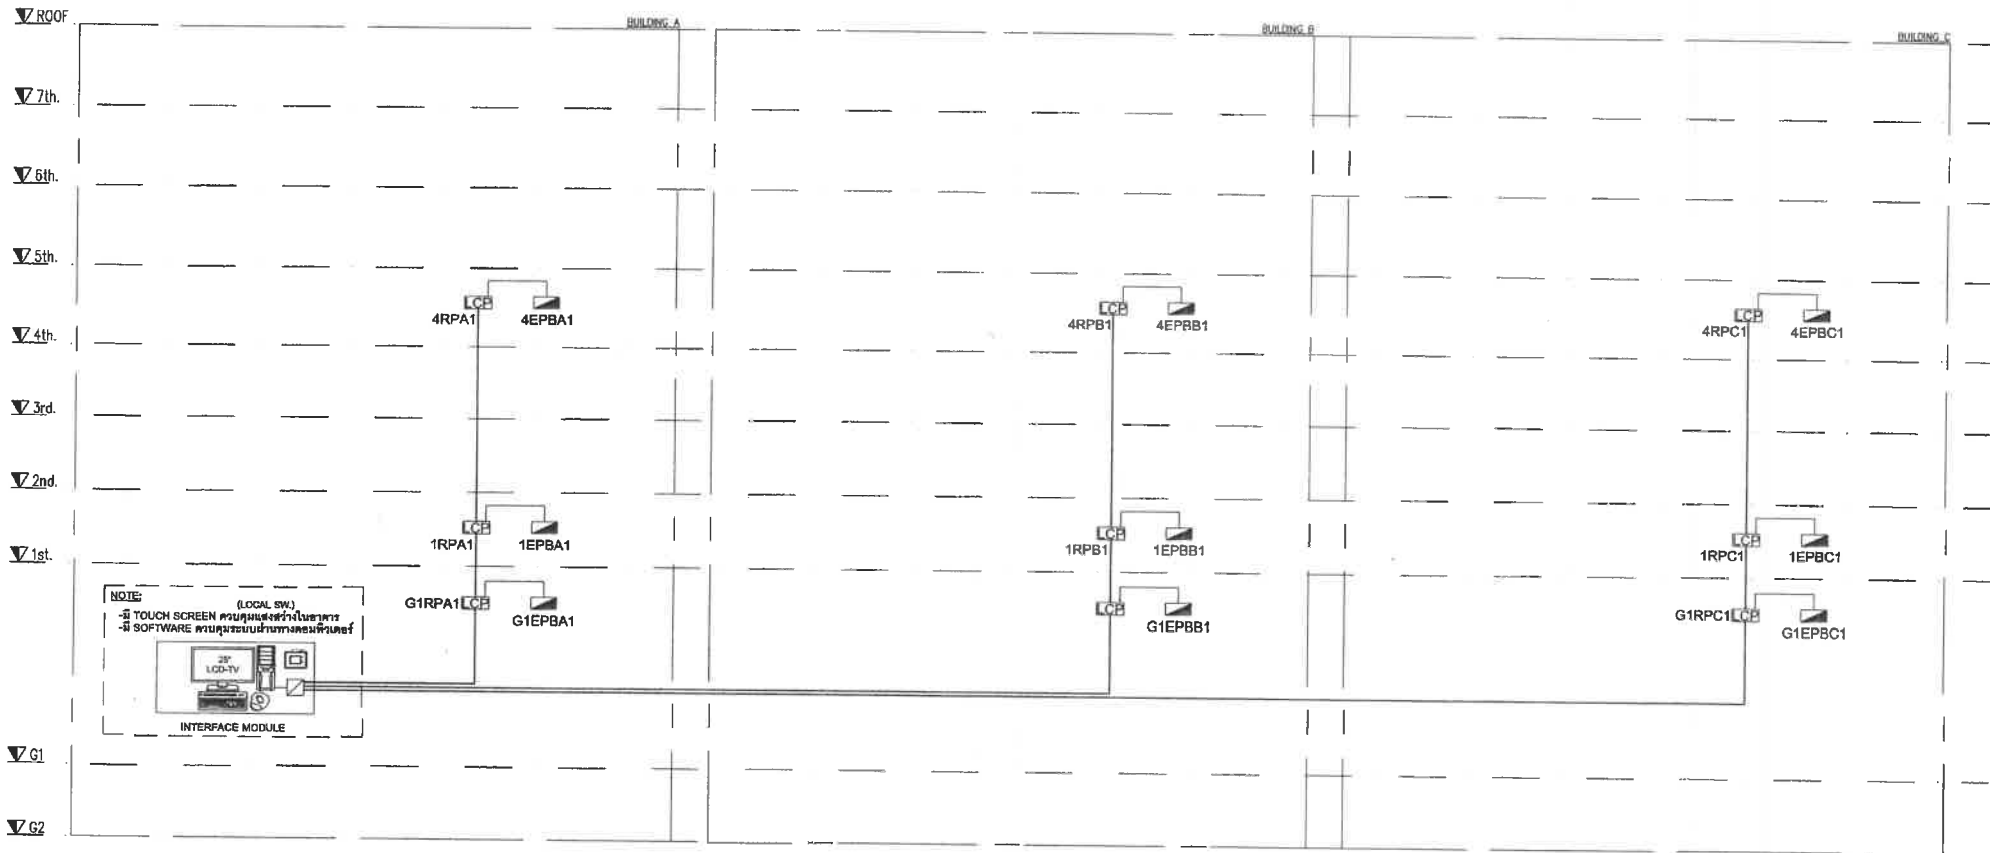 ROOF
BUILDING A
BUILDING B
BUILDING C
7th.
6th.
5th.
LCP
4RPA1
4EPBA1
LCP
4RPB1
4EPBB1
LCP
4RPC1
4EPBC1
4th.
3rd.
2nd.
LCP
1RPA1
1EPBA1
LCP
1RPB1
1EPBB1
LCP
1RPC1
1EPBC1
1st.
G1RPA1 LCP
G1EPBA1
LCP
G1EPBB1
G1RPC1 LCP
G1EPBC1
NOTE:
(LOCAL SW.)
-มี TOUCH SCREEN ควบคุมแสงสว่างในอาคาร
-มี SOFTWARE ควบคุมระบบผ่านทางคอมพิวเตอร์
25"
LCD-TV
INTERFACE MODULE
G1
G2